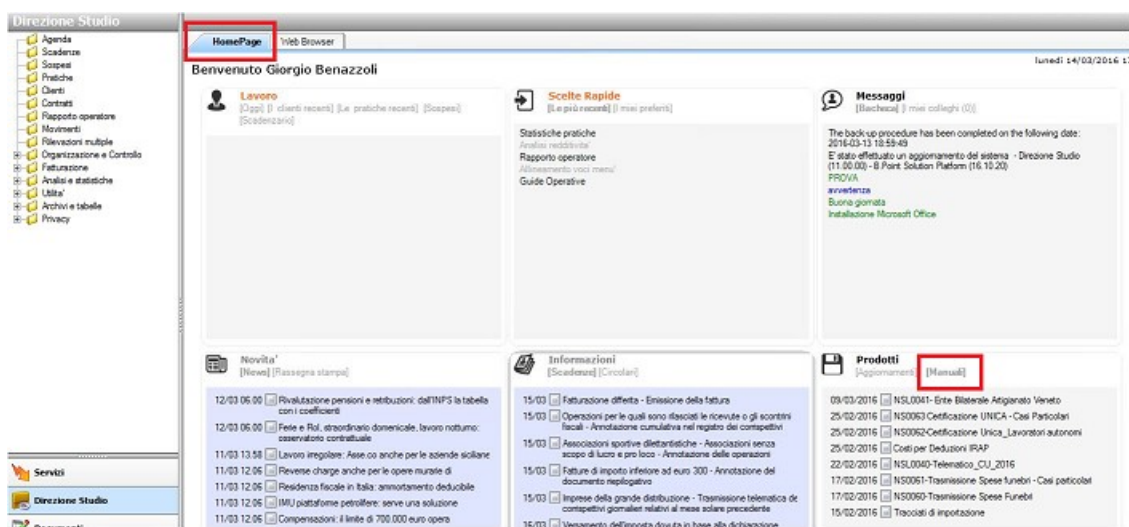 Direzione Studio
Agenda
Scadenze
Sospesi
Pratiche
Clienti
Contratti
Rapporto operatore
Movimenti
Rilevazioni multiple
Organizzazione e Controllo
Fatturazione
Analisi e statistiche
Utilita'
Archivi e tabelle
Privacy
Servizi
Direzione Studio
Documenti
HomePage
Web Browser
lunedì 14/03/2016
Benvenuto Giorgio Benazzoli
Lavoro
[Oggi] [I clienti recenti] [Le pratiche recenti] [Sospesi]
[Scadenzario]
Scelte Rapide
[Le più recenti] [I miei preferiti]
Statistiche pratiche
Analisi redditivita'
Rapporto operatore
Allineamento voci menu'
Guide Operative
Messaggi
[Bacheca] [I miei colleghi (0)]
The back-up procedure has been completed on the following date:
2016-03-13 18:59:49
E' stato effettuato un aggiornamento del sistema - Direzione Studio
(11.00.00) - B.Point Solution Platform (16.10.20)
PROVA
avvertenza
Buona giornata
Installazione Microsoft Office
Novita'
[News] [Rassegna stampa]
12/03 06.00 Rivalutazione pensioni e retribuzioni: dall'INPS la tabella
con i coefficienti
12/03 06.00 Ferie e Rol, straordinario domenicale, lavoro notturno:
osservatorio contrattuale
11/03 13.58 Lavoro irregolare: Asse.co anche per le aziende siciliane
11/03 12.06 Reverse charge anche per le opere murarie di
11/03 12.06 Residenza fiscale in Italia: ammortamento deducibile
11/03 12.06 IMU piattaforme petrolifere: serve una soluzione
11/03 12.06 Compensazioni: il limite di 700.000 euro opera
Informazioni
[Scadenze] [Circolari]
15/03 Fatturazione differita - Emissione della fattura
15/03 Operazioni per le quali sono rilasciati le ricevute o gli scontrini
fiscali - Annotazione cumulativa nel registro dei corrispettivi
15/03 Associazioni sportive dilettantistiche - Associazioni senza
scopo di lucro e pro loco - Annotazione delle operazioni
15/03 Fatture di importo inferiore ad euro 300 - Annotazione del
documento riepilogativo
15/03 Imprese della grande distribuzione - Trasmissione telematica de
corrispettivi giornalieri relativi al mese solare precedente
16/03 Versamento dell'imposta dovuta in base alla dichiarazione
Prodotti
[Aggiornamenti] [Manuali]
09/03/2016 NSL0041- Ente Bilaterale Artigianato Veneto
25/02/2016 NS0063 Certificazione UNICA - Casi Particolari
25/02/2016 NS0062-Certificazione Unica_Lavoratori autonomi
25/02/2016 Costi per Deduzioni IRAP
22/02/2016 NSL0040-Telematico_CU_2016
17/02/2016 NS0061-Trasmissione Spese funebri - Casi particolari
17/02/2016 NS0060-Trasmissione Spese Funebri
15/02/2016 Tracciati di importazione